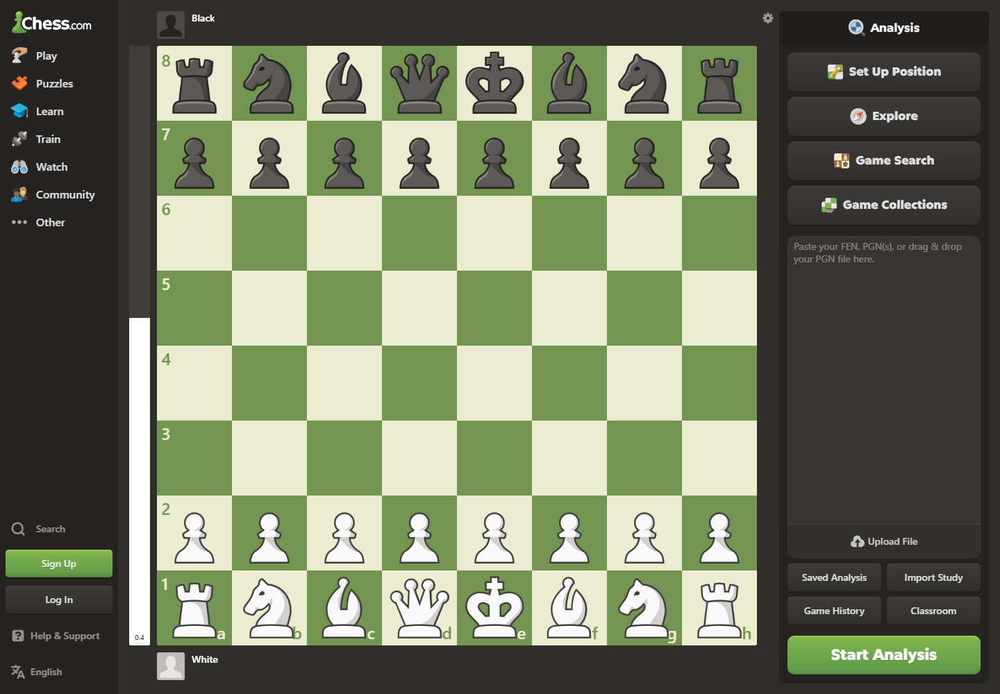 Chess.com
Play
Puzzles
Learn
Train
Watch
Community
Other
Search
Sign Up
Log In
Help & Support
English
Black
8
7
6
5
4
3
2
1
a b c d e f g h
0.4
White
Analysis
Set Up Position
Explore
Game Search
Game Collections
Paste your FEN, PGN(s), or drag & drop
your PGN file here.
Upload File
Saved Analysis
Import Study
Game History
Classroom
Start Analysis